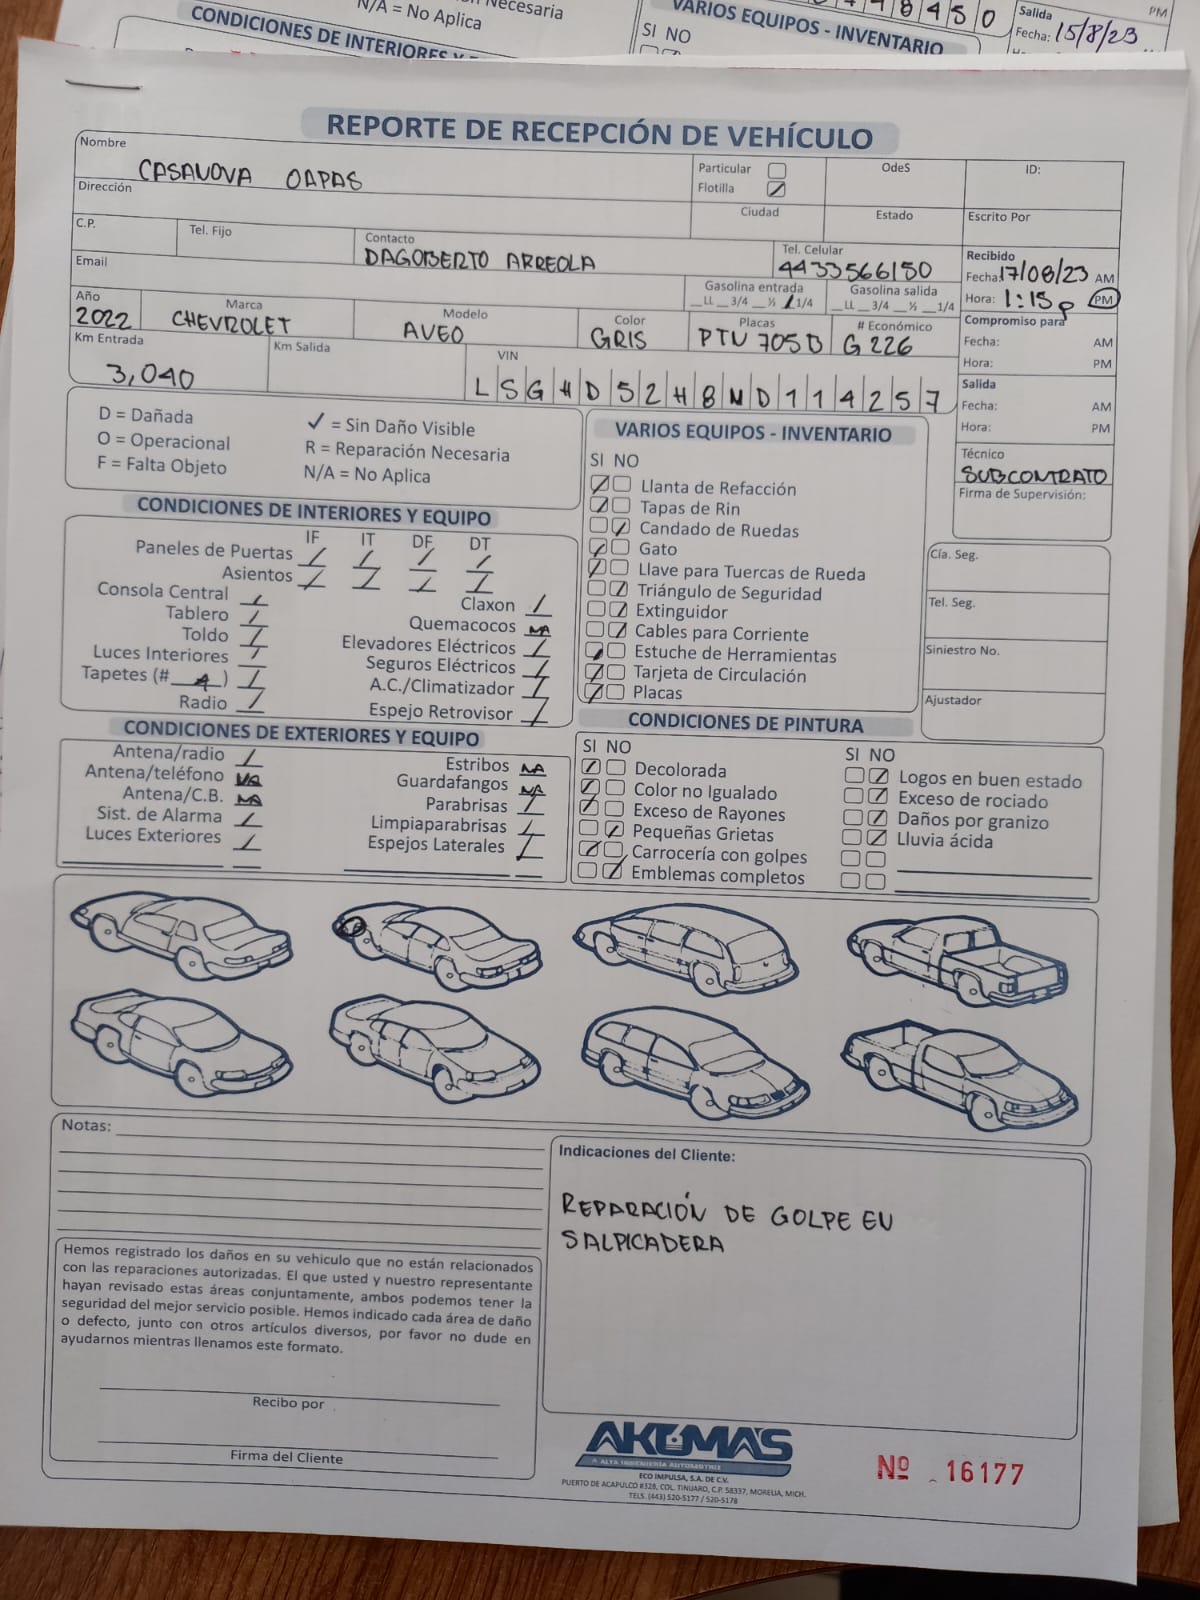 N/A = No Aplica
Necesaria
CONDICIONES DE INTERIORES Y
VARIOS EQUIPOS - INVENTARIO
SI NO
8450
Salida
PM
Fecha: 15/8/23
REPORTE DE RECEPCIÓN DE VEHÍCULO
Nombre
CASANOVA OAPAS
Particular
Flotilla
OdeS
ID:
Dirección
Ciudad
Estado
Escrito Por
C.P.
Tel. Fijo
Contacto
DAGOBERTO ARREOLA
Tel. Celular
4433566150
Recibido
Fecha: 17/08/23 AM
Hora: 1:15 p PM
Email
Gasolina entrada
__LL __3/4 __½ __1/4
Gasolina salida
__LL __3/4 __½ __1/4
Año
2022
Marca
CHEVROLET
Modelo
AVEO
Color
GRIS
Placas
PTU 705 B
# Económico
G 226
Compromiso para
Fecha: AM
Hora: PM
Km Entrada
3,040
Km Salida
VIN
LSGHD52H8ND114257
Salida
Fecha: AM
Hora: PM
D = Dañada
O = Operacional
F = Falta Objeto
✓ = Sin Daño Visible
R = Reparación Necesaria
N/A = No Aplica
Técnico
SUBCONTRATO
Firma de Supervisión:
Cía. Seg.
Tel. Seg.
Siniestro No.
Ajustador
VARIOS EQUIPOS - INVENTARIO
SI NO
Llanta de Refacción
Tapas de Rin
Candado de Ruedas
Gato
Llave para Tuercas de Rueda
Triángulo de Seguridad
Extinguidor
Cables para Corriente
Estuche de Herramientas
Tarjeta de Circulación
Placas
CONDICIONES DE INTERIORES Y EQUIPO
IF IT DF DT
Paneles de Puertas
Asientos
Consola Central
Tablero
Toldo
Luces Interiores
Tapetes (# 4 )
Radio
Claxon
Quemacocos NA
Elevadores Eléctricos
Seguros Eléctricos
A.C./Climatizador
Espejo Retrovisor
CONDICIONES DE EXTERIORES Y EQUIPO
Antena/radio
Antena/teléfono NA
Antena/C.B. NA
Sist. de Alarma
Luces Exteriores
Estribos NA
Guardafangos NA
Parabrisas
Limpiaparabrisas
Espejos Laterales
CONDICIONES DE PINTURA
SI NO
Decolorada
Color no Igualado
Exceso de Rayones
Pequeñas Grietas
Carrocería con golpes
Emblemas completos
SI NO
Logos en buen estado
Exceso de rociado
Daños por granizo
Lluvia ácida
Notas:
Indicaciones del Cliente:
REPARACIÓN DE GOLPE EN
SALPICADERA
Hemos registrado los daños en su vehiculo que no están relacionados
con las reparaciones autorizadas. El que usted y nuestro representante
hayan revisado estas áreas conjuntamente, ambos podemos tener la
seguridad del mejor servicio posible. Hemos indicado cada área de daño
o defecto, junto con otros artículos diversos, por favor no dude en
ayudarnos mientras llenamos este formato.
Recibo por
Firma del Cliente
AKUMA'S
ALTA INGENIERÍA AUTOMOTRIZ
ECO IMPULSA, S.A. DE C.V.
PUERTO DE ACAPULCO #328, COL. TINIJARO, C.P. 58337, MORELIA, MICH.
TELS. (443) 520-5177 / 520-5178
Nº 16177